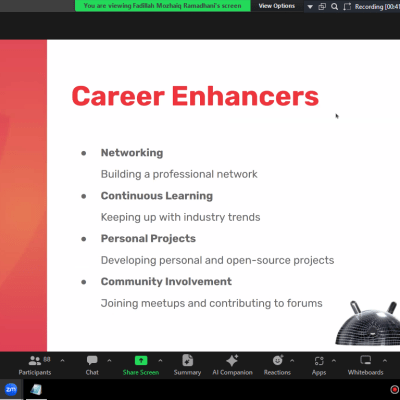 You are viewing Fadillah Mozhaiq Ramadhani's screen
View Options
Recording [00:41
Career Enhancers
● Networking
Building a professional network
● Continuous Learning
Keeping up with industry trends
● Personal Projects
Developing personal and open-source projects
● Community Involvement
Joining meetups and contributing to forums
88
Participants
Chat
Share Screen
Summary
AI Companion
Reactions
Apps
Whiteboards
zm